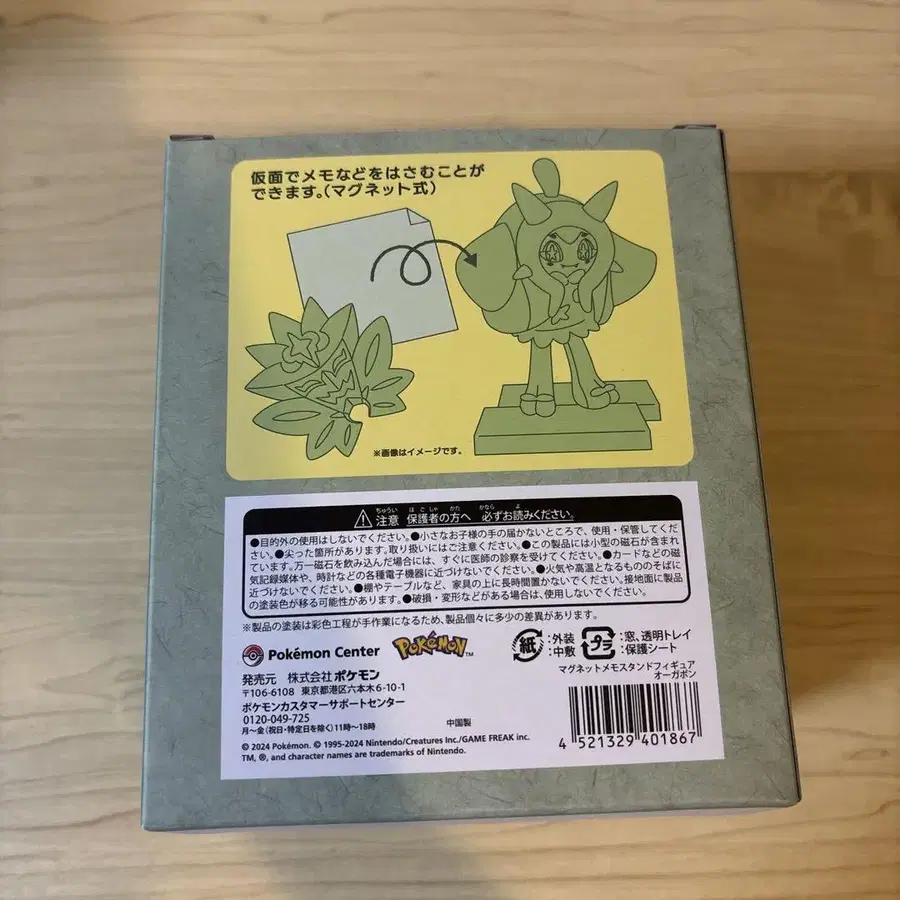 仮面でメモなどをはさむことが
できます。(マグネット式)
※画像はイメージです。
⚠注意 保護者の方へ 必ずお読みください。
ちゅうい ほごしゃ かた かなら よ
●目的外の使用はしないでください。●小さなお子様の手の届かないところで、使用・保管してくだ
さい。●尖った箇所があります。取り扱いにはご注意ください。●この製品には小型の磁石が含まれ
ます。万一磁石を飲み込んだ場合には、すぐに医師の診察を受けてください。●カードなどの磁
気記録媒体や、時計などの各種電子機器に近づけないでください。●火気や高温となるもののそばに
近づけないでください。●棚やテーブルなど、家具の上に長時間置かないでください。接地面に製品
の塗装色が移る可能性があります。●破損・変形などがある場合は、使用しないでください。
※製品の塗装は彩色工程が手作業になるため、製品個々に多少の差異があります。
Pokémon Center
POKéMON™
紙 :外装
中敷
プラ :窓、透明トレイ
:保護シート
発売元 株式会社ポケモン
〒106-6108 東京都港区六本木6-10-1
ポケモンカスタマーサポートセンター
0120-049-725
月~金(祝日・特定日を除く)11時~18時
中国製
マグネットメモスタンドフィギュア
オーガポン
4 521329 401867
© 2024 Pokémon. © 1995-2024 Nintendo/Creatures Inc./GAME FREAK inc.
TM, ®, and character names are trademarks of Nintendo.